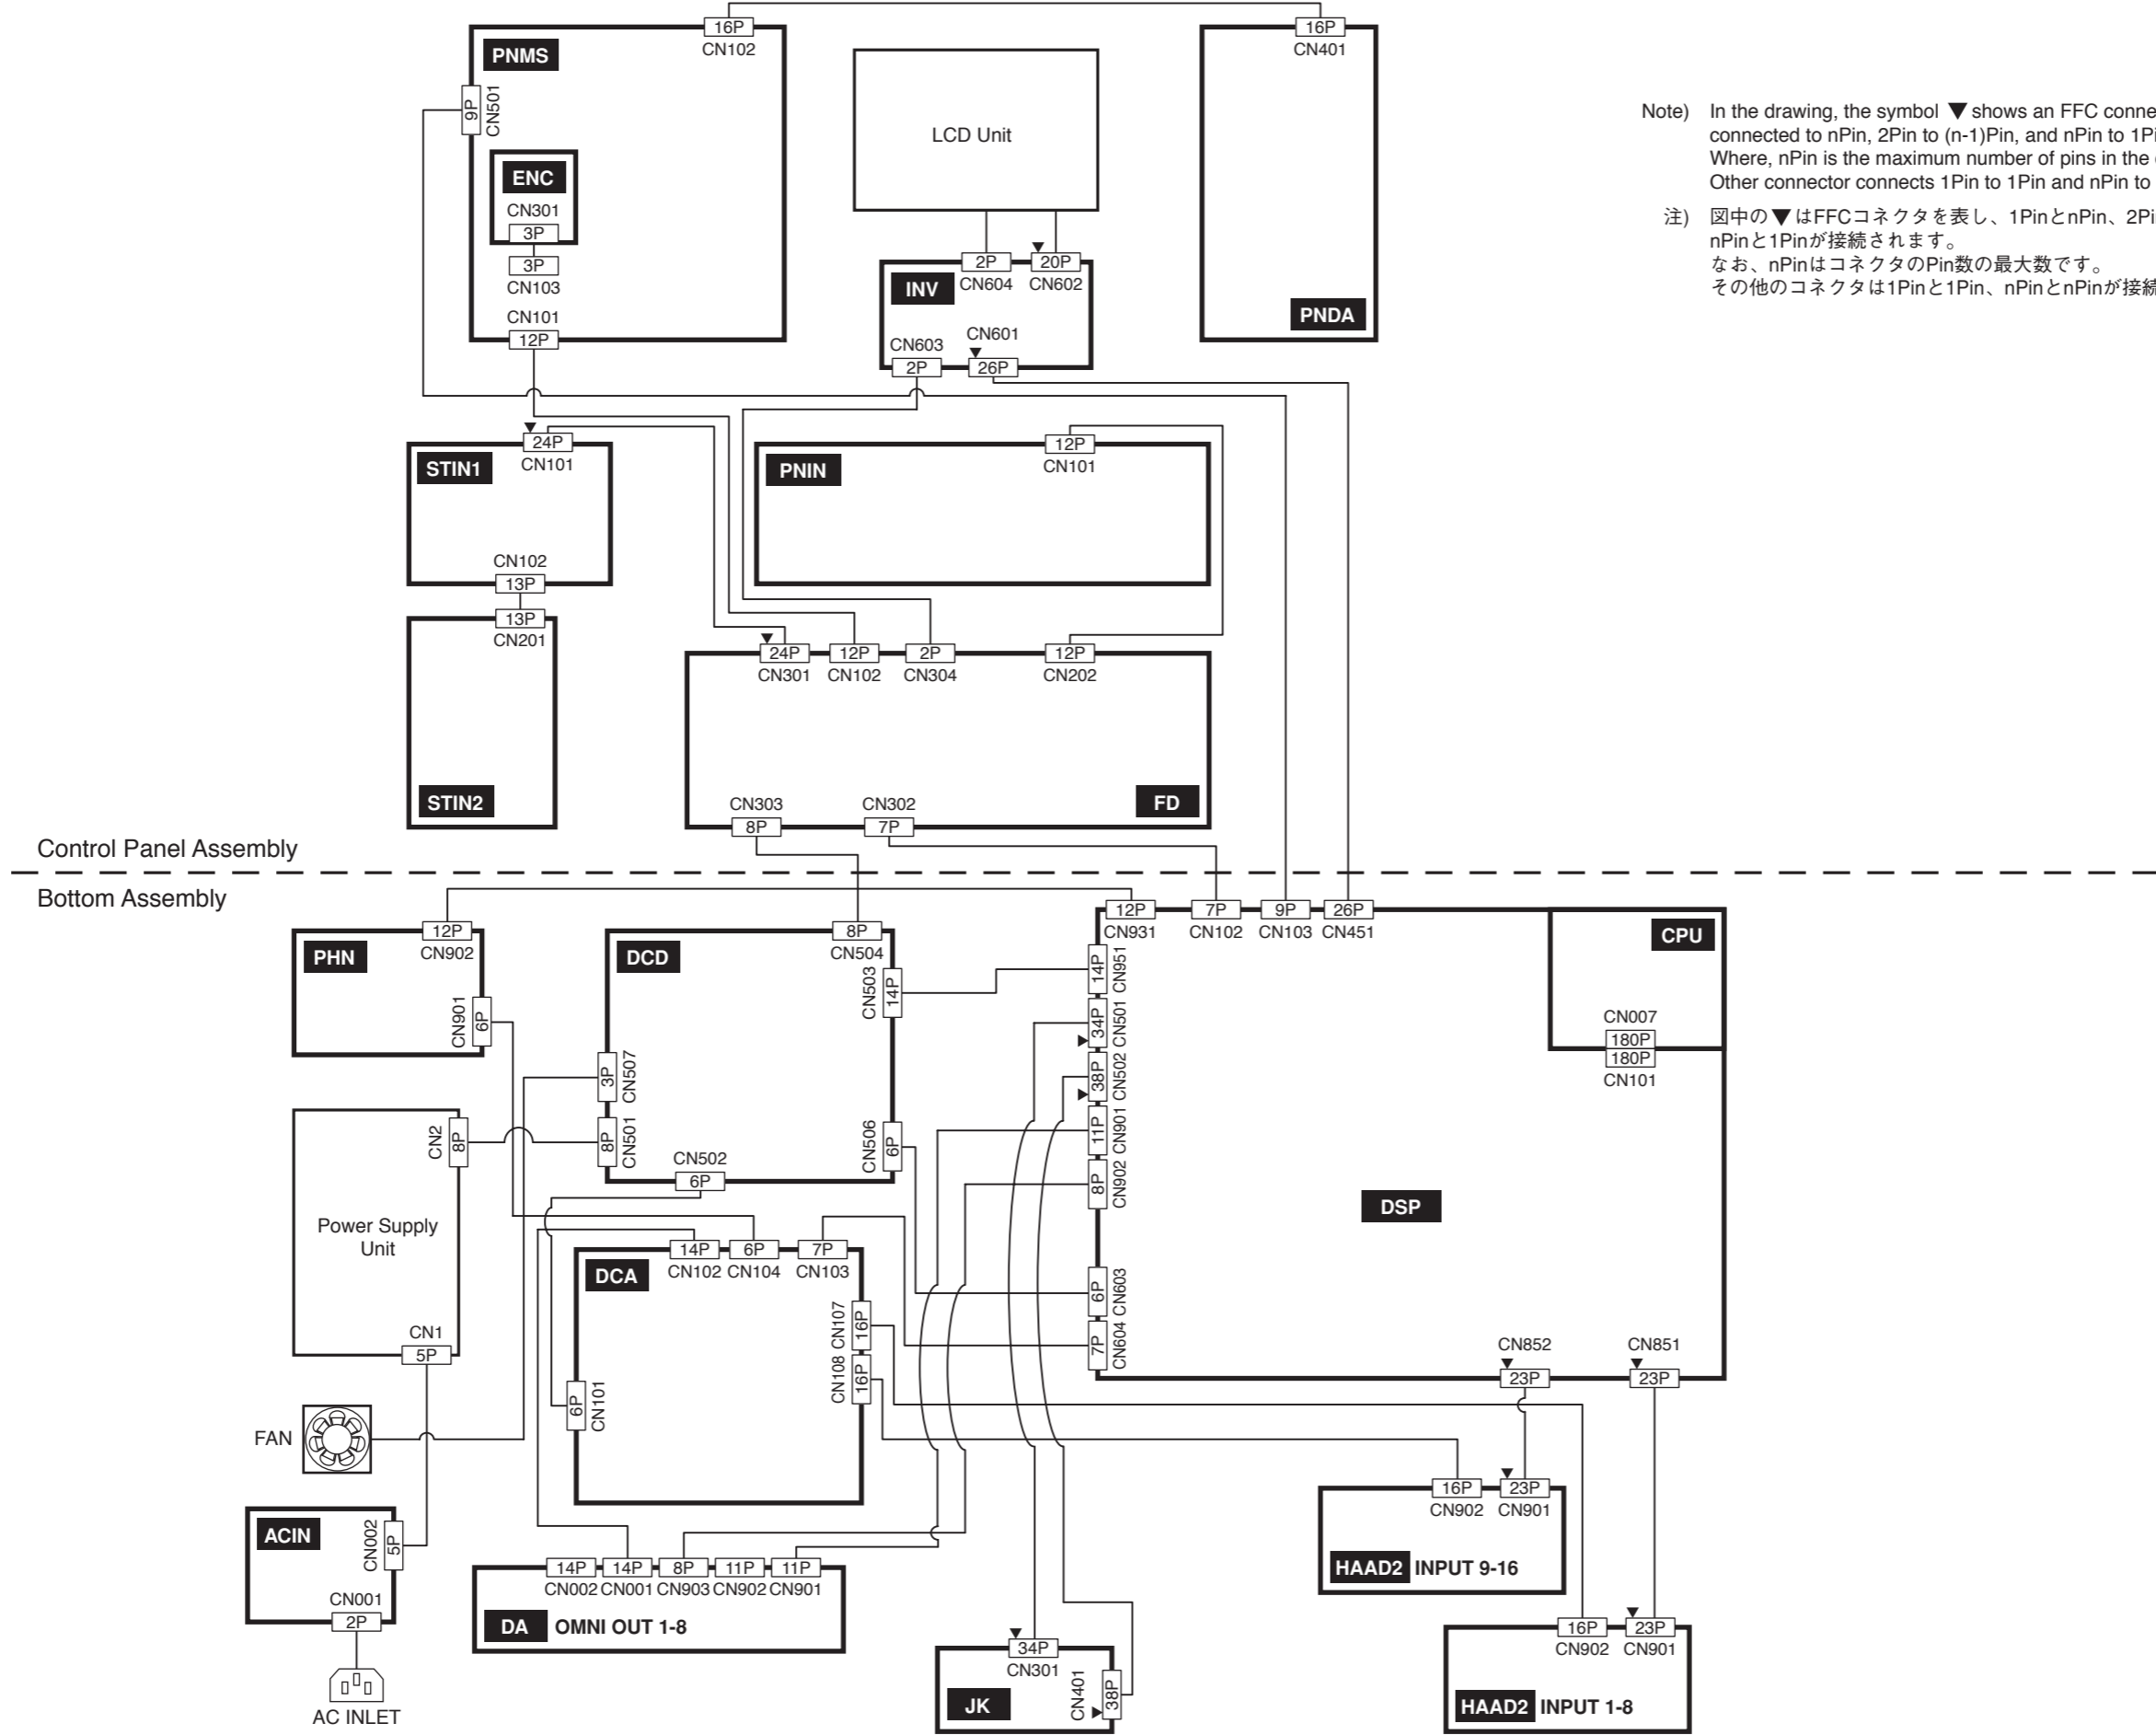 16P
CN102
16P
CN401
PNMS
9P
CN501
LCD Unit
ENC
CN301
3P
3P
CN103
CN101
12P
2P
20P
CN604
CN602
INV
CN603
CN601
2P
26P
PNDA
Note) In the drawing, the symbol ▼ shows an FFC conne
connected to nPin, 2Pin to (n-1)Pin, and nPin to 1P
Where, nPin is the maximum number of pins in the
Other connector connects 1Pin to 1Pin and nPin to
注) 図中の▼はFFCコネクタを表し、1PinとnPin、2Pi
nPinと1Pinが接続されます。
なお、nPinはコネクタのPin数の最大数です。
その他のコネクタは1Pinと1Pin、nPinとnPinが接続
24P
CN101
STIN1
CN102
13P
12P
CN101
PNIN
13P
CN201
STIN2
24P
12P
2P
12P
CN301
CN102
CN304
CN202
CN303
CN302
FD
8P
7P
Control Panel Assembly
Bottom Assembly
12P
CN902
PHN
CN901
6P
8P
CN504
DCD
CN503
14P
3P
CN507
8P
CN501
CN506
6P
CN502
6P
12P
7P
9P
26P
CN931
CN102
CN103
CN451
CPU
CN007
180P
180P
CN101
14P
CN951
34P
CN501
38P
CN502
11P
CN901
8P
CN902
DSP
6P
CN603
7P
CN604
CN852
CN851
23P
23P
CN2
8P
Power Supply
Unit
CN1
5P
14P
6P
7P
CN102
CN104
CN103
DCA
CN107
16P
CN108
16P
6P
CN101
FAN
ACIN
CN002
5P
CN001
2P
AC INLET
14P
14P
8P
11P
11P
CN002
CN001
CN903
CN902
CN901
DA OMNI OUT 1-8
34P
CN301
JK
CN401
38P
16P
23P
CN902
CN901
HAAD2 INPUT 9-16
16P
23P
CN902
CN901
HAAD2 INPUT 1-8